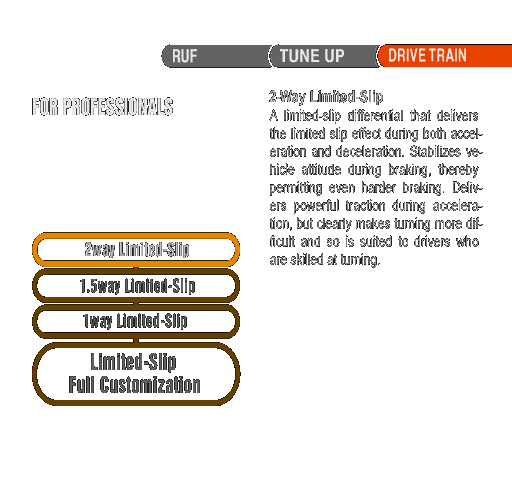 RUF
TUNE UP
DRIVE TRAIN
FOR PROFESSIONALS
2-Way Limited-Slip
A limited-slip differential that delivers
the limited slip effect during both accel-
eration and deceleration. Stabilizes ve-
hicle attitude during braking, thereby
permitting even harder braking. Deliv-
ers powerful traction during accelera-
tion, but clearly makes turning more dif-
ficult and so is suited to drivers who
are skilled at turning.
2way Limited-Slip
1.5way Limited-Slip
1way Limited-Slip
Limited-Slip
Full Customization